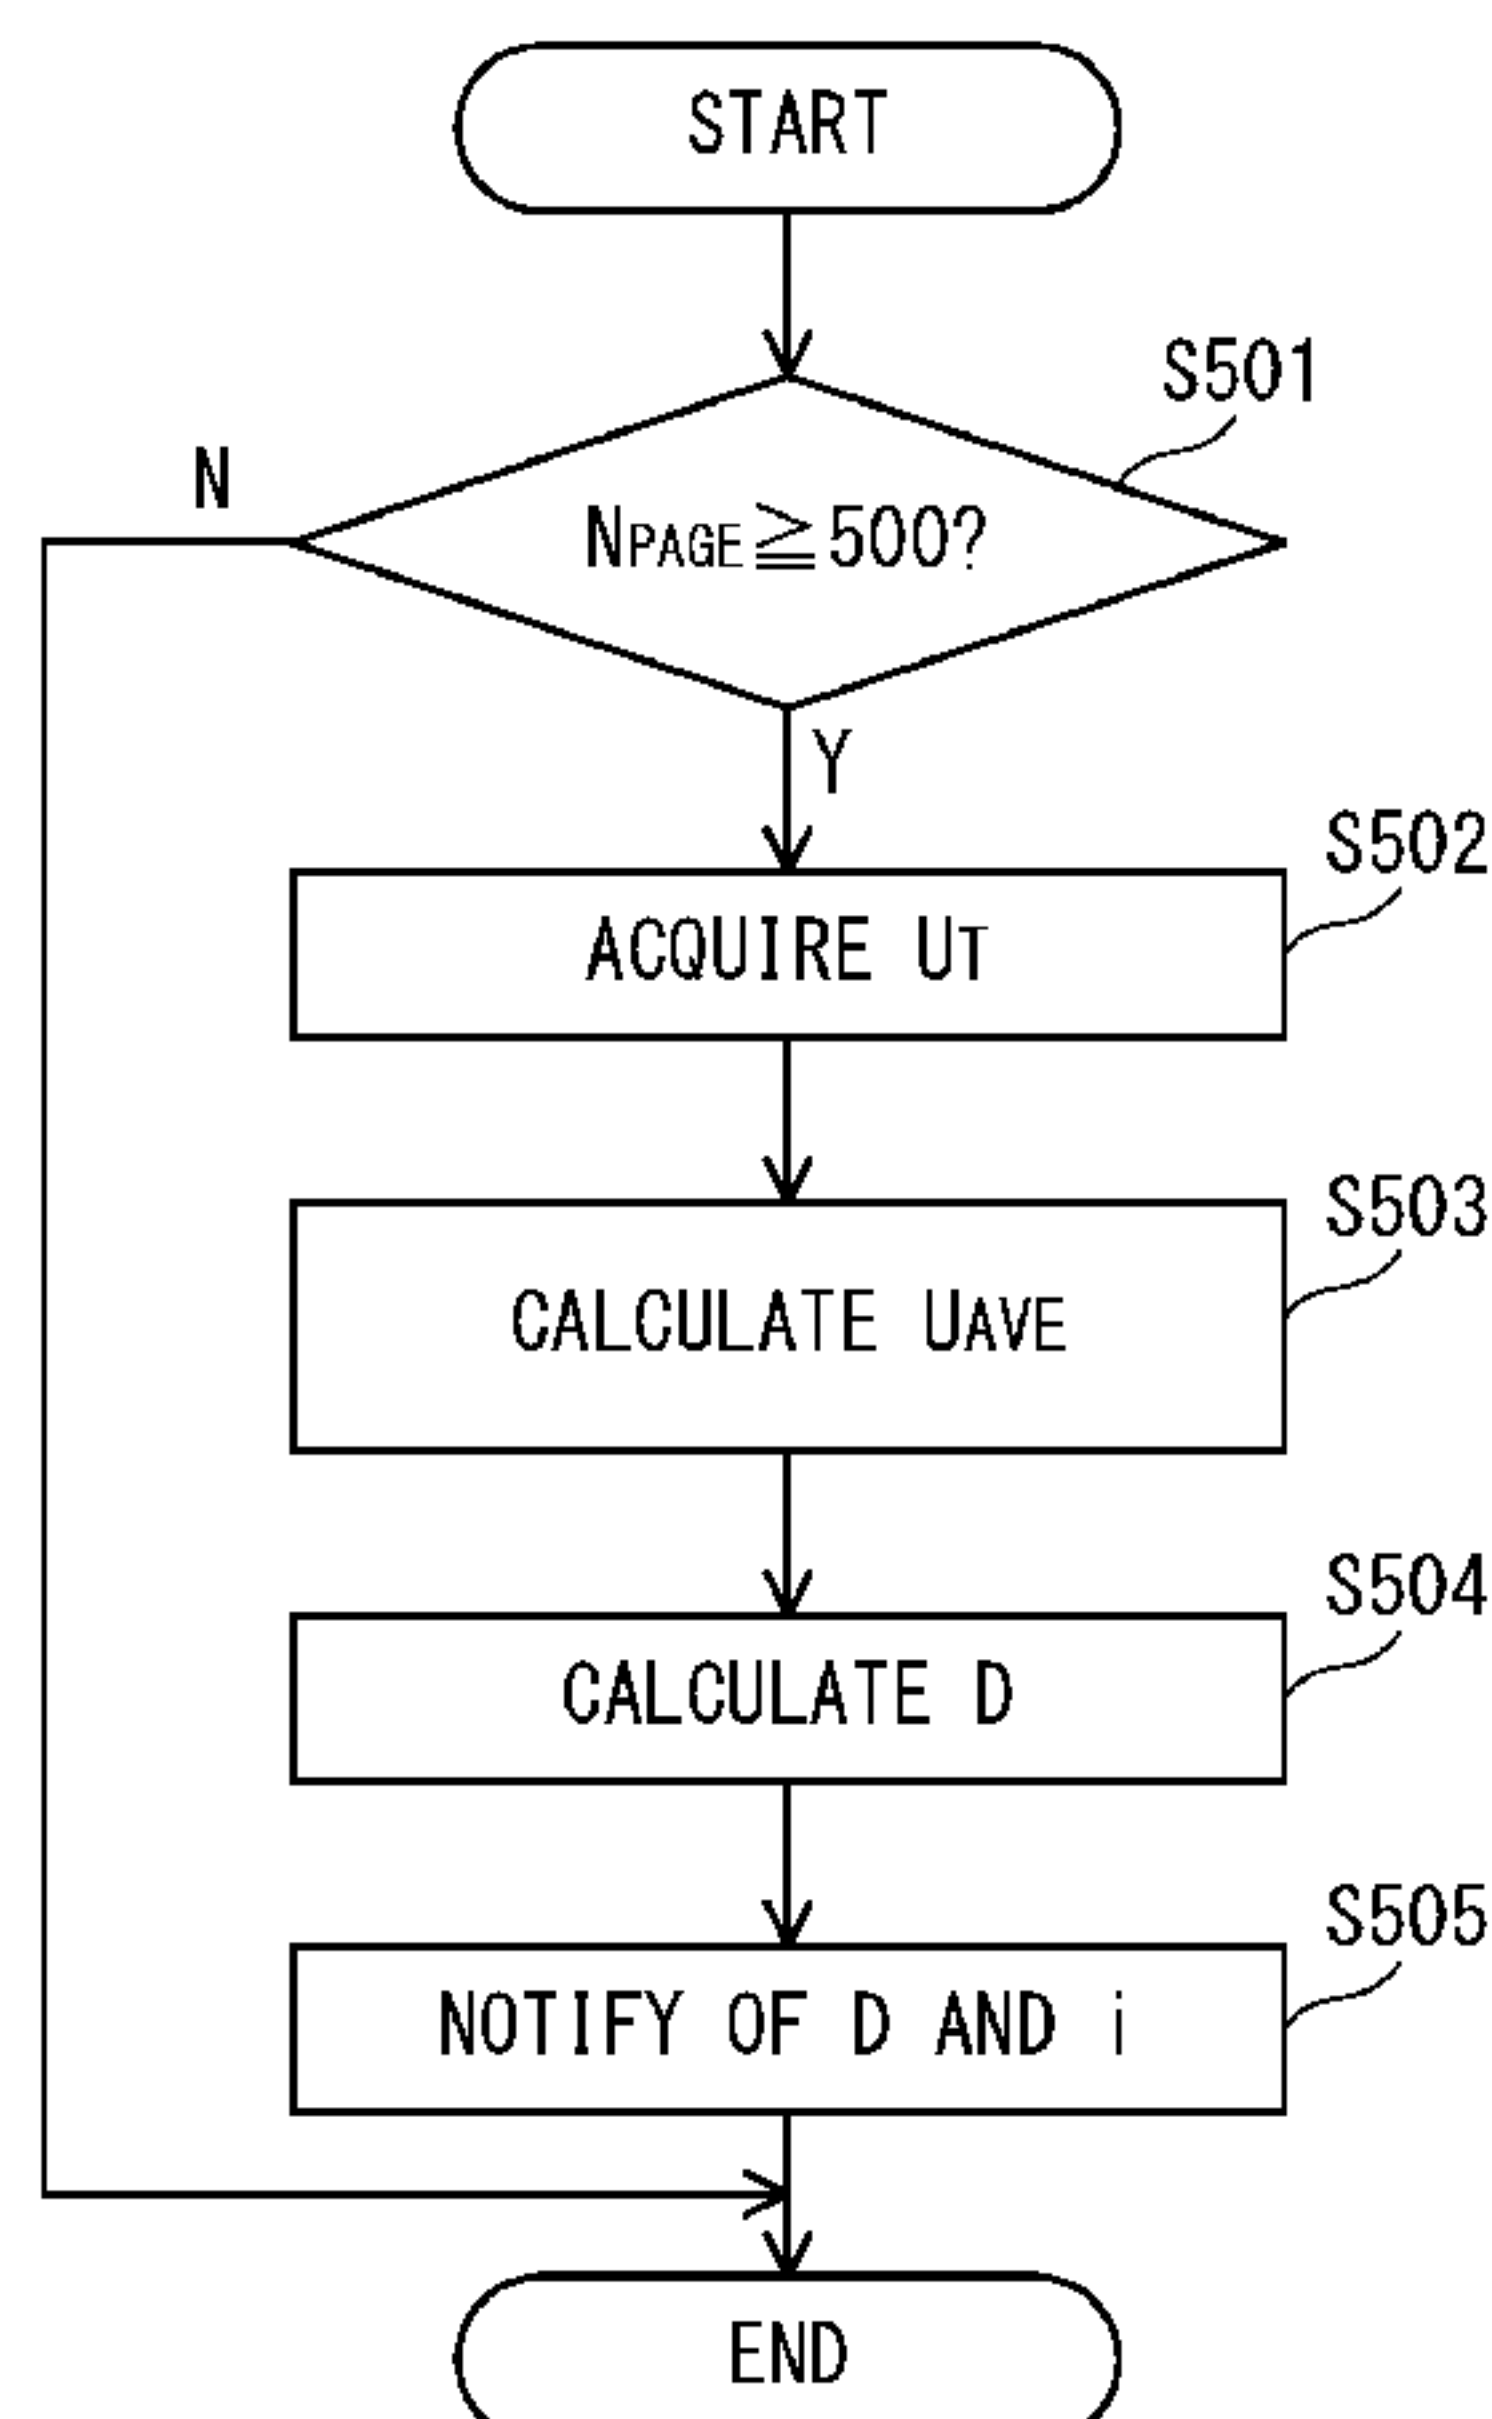 START
S501
N
NPAGE≧500?
Y
S502
ACQUIRE UT
S503
CALCULATE UAVE
S504
CALCULATE D
S505
NOTIFY OF D AND i
END